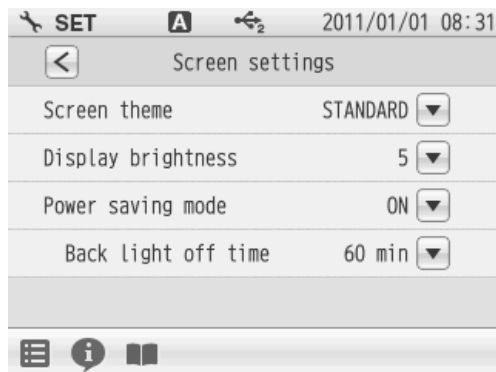 SET A 2 2011/01/01 08:31
< Screen settings
Screen theme STANDARD
Display brightness 5
Power saving mode ON
Back light off time 60 min
i